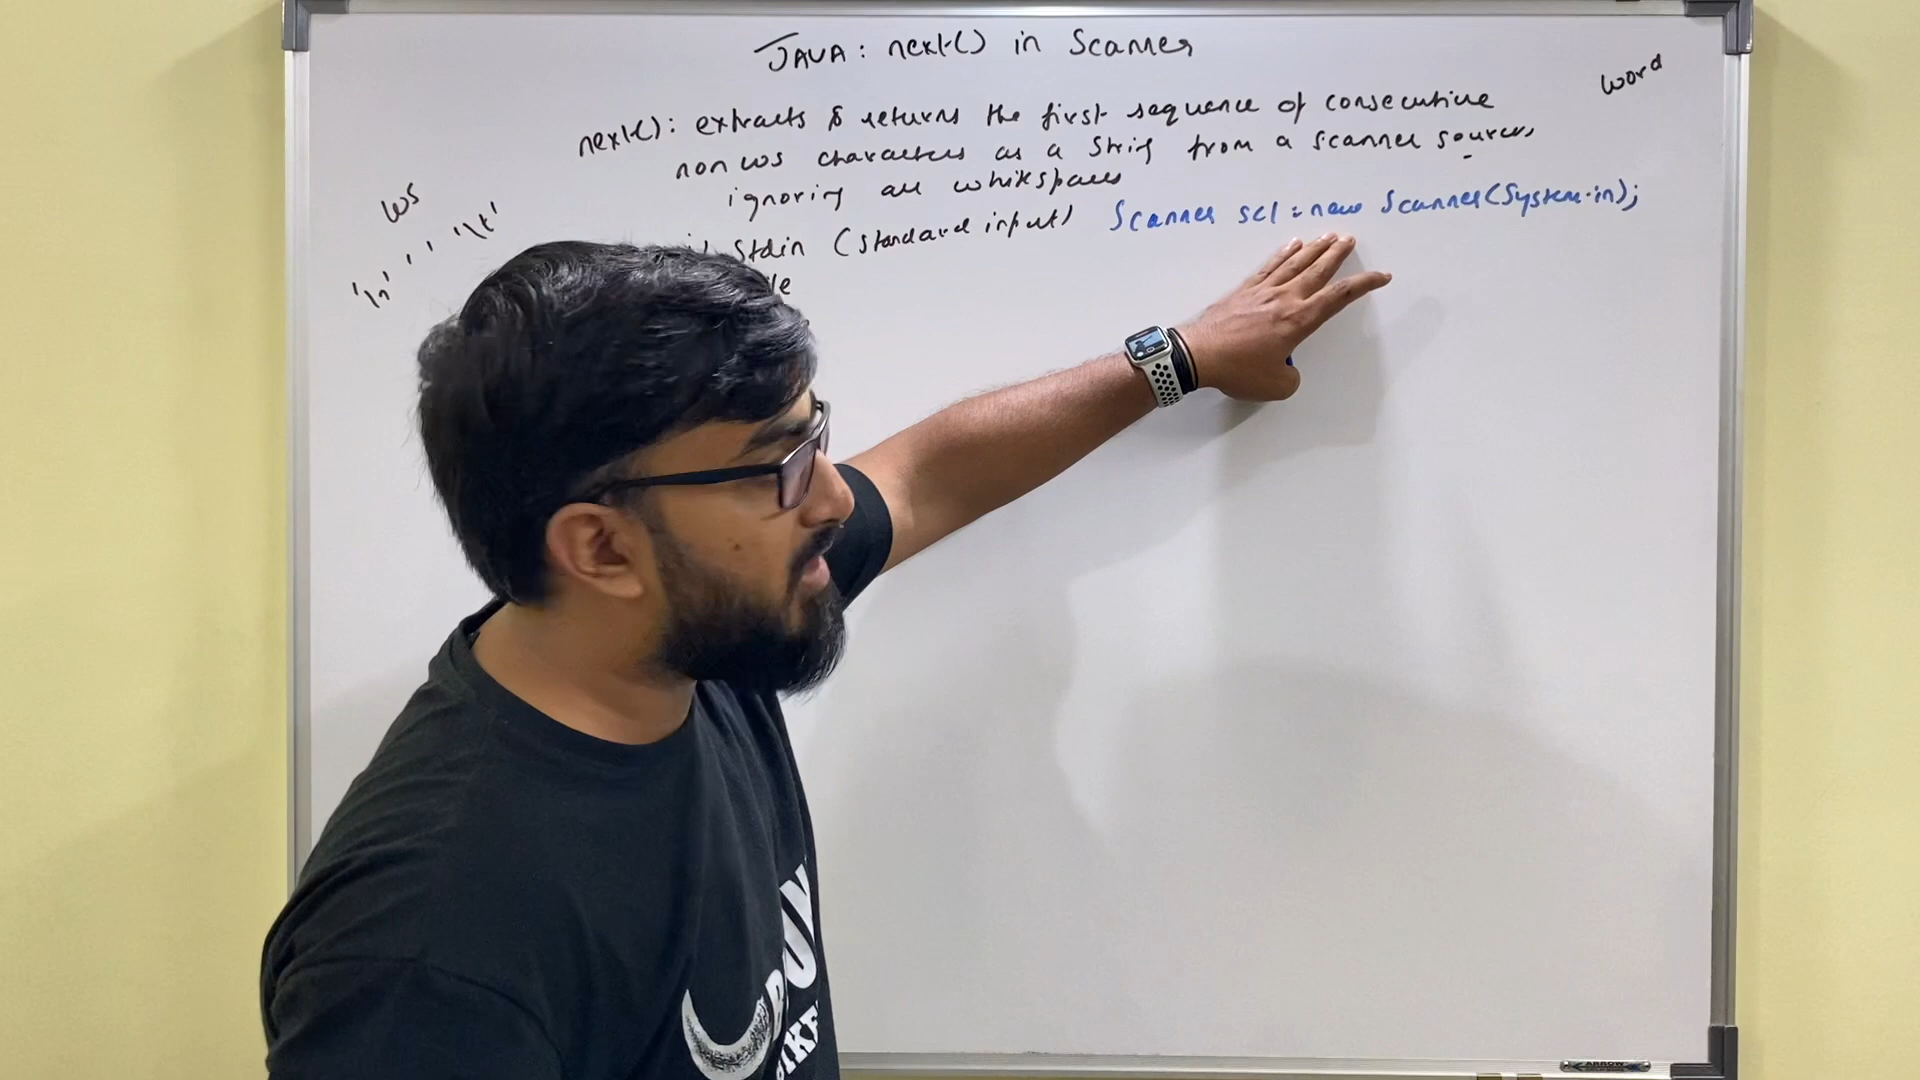 JAVA: next() in Scanner
word
next(): extracts & returns the first sequence of consecutive
non ws characters as a String from a scanner source,
ignoring all whitespaces
ws
'\n' ' ' '\t'
Stdin (standard input) Scanner sc1 = new Scanner(System.in);
ARROW